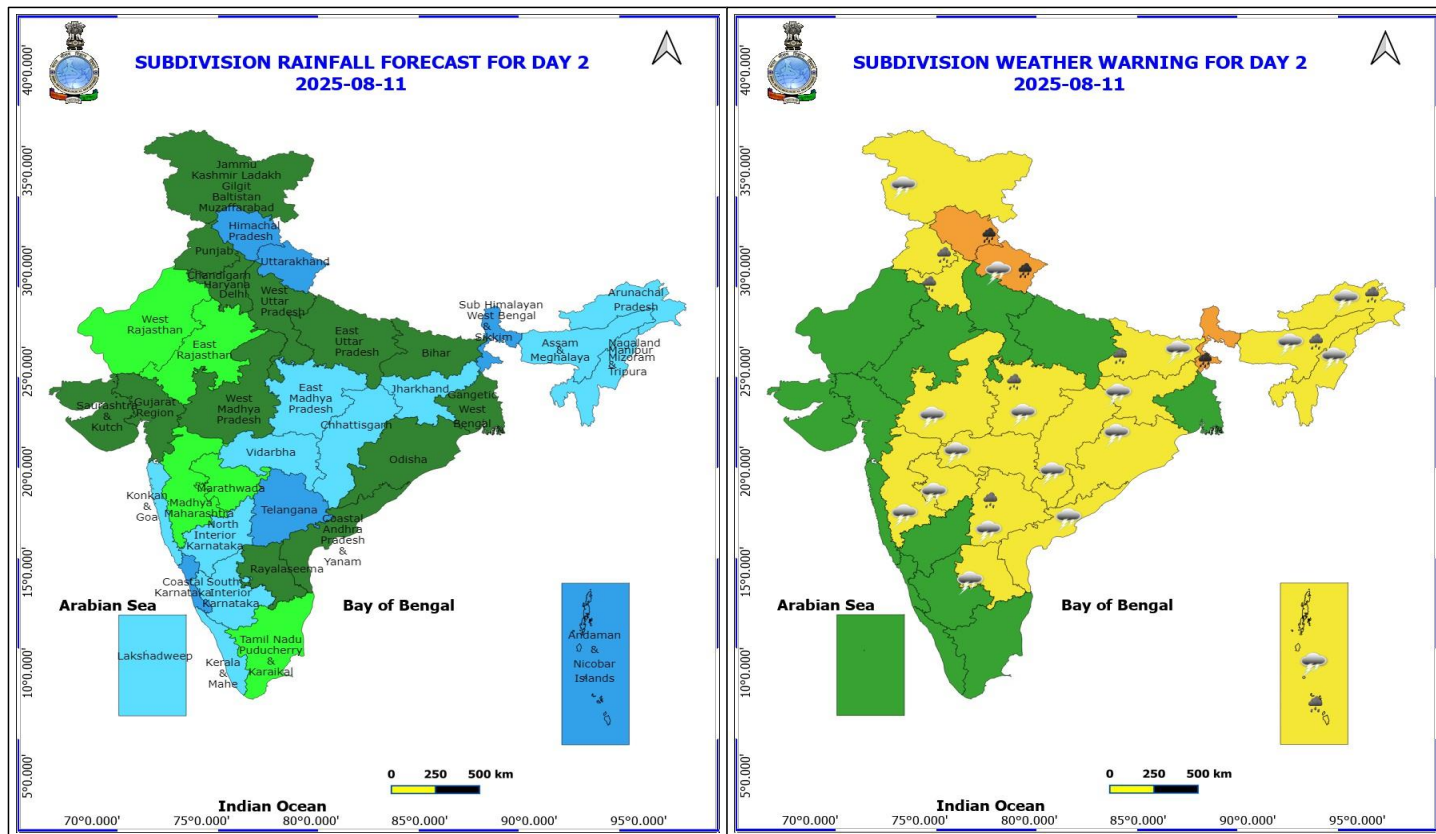 SUBDIVISION RAINFALL FORECAST FOR DAY 2
2025-08-11
40°0.000'
35°0.000'
30°0.000'
25°0.000'
20°0.000'
15°0.000'
10°0.000'
5°0.000'
Jammu
Kashmir Ladakh
Gilgit
Baltistan
Muzaffarabad
Himachal
Pradesh
Punjab
Uttarakhand
Chandigarh
Haryana
Delhi
West
Uttar
Pradesh
West
Rajasthan
East
Rajasthan
East
Uttar
Pradesh
Bihar
Sub Himalayan
West Bengal
&
Sikkim
Arunachal
Pradesh
Assam
&
Meghalaya
Nagaland
Manipur
Mizoram
&
Tripura
Saurashtra
&
Kutch
Gujarat
Region
West
Madhya
Pradesh
East
Madhya
Pradesh
Jharkhand
Gangetic
West
Bengal
Chhattisgarh
Vidarbha
Odisha
Konkan
&
Goa
Madhya
Maharashtra
Marathwada
Telangana
North
Interior
Karnataka
Coastal
Andhra
Pradesh
&
Yanam
Rayalaseema
Coastal
Karnataka
South
Interior
Karnataka
Arabian Sea
Bay of Bengal
Lakshadweep
Kerala
&
Mahe
Tamil Nadu
Puducherry
&
Karaikal
Andaman
&
Nicobar
Islands
0 250 500 km
Indian Ocean
70°0.000' 75°0.000' 80°0.000' 85°0.000' 90°0.000' 95°0.000'
SUBDIVISION WEATHER WARNING FOR DAY 2
2025-08-11
40°0.000'
35°0.000'
30°0.000'
25°0.000'
20°0.000'
15°0.000'
10°0.000'
5°0.000'
Arabian Sea
Bay of Bengal
0 250 500 km
Indian Ocean
70°0.000' 75°0.000' 80°0.000' 85°0.000' 90°0.000' 95°0.000'